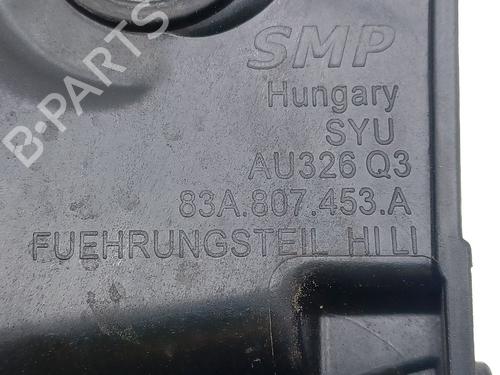 SMP
Hungary
SYU
AU326 Q3
83A.807.453.A
FUEHRUNGSTEIL HI LI
B-PARTS